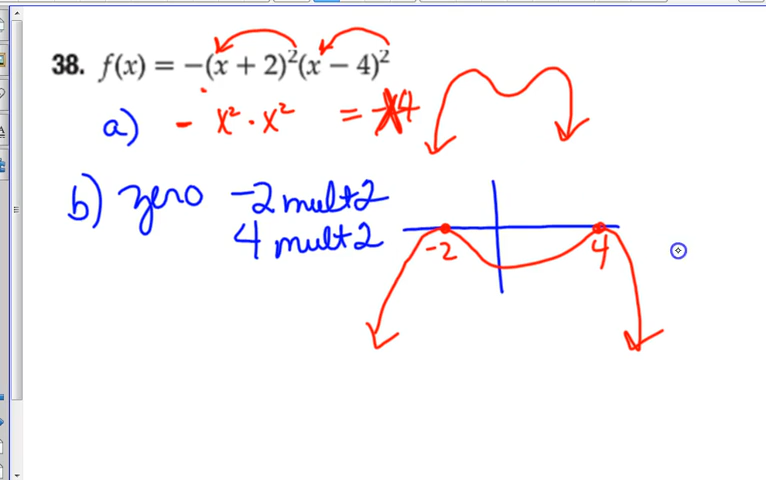 38. f(x) = −(x + 2)²(x − 4)²
a) − x² · x² = −x4
b) zero −2 mult 2
4 mult 2
−2 4